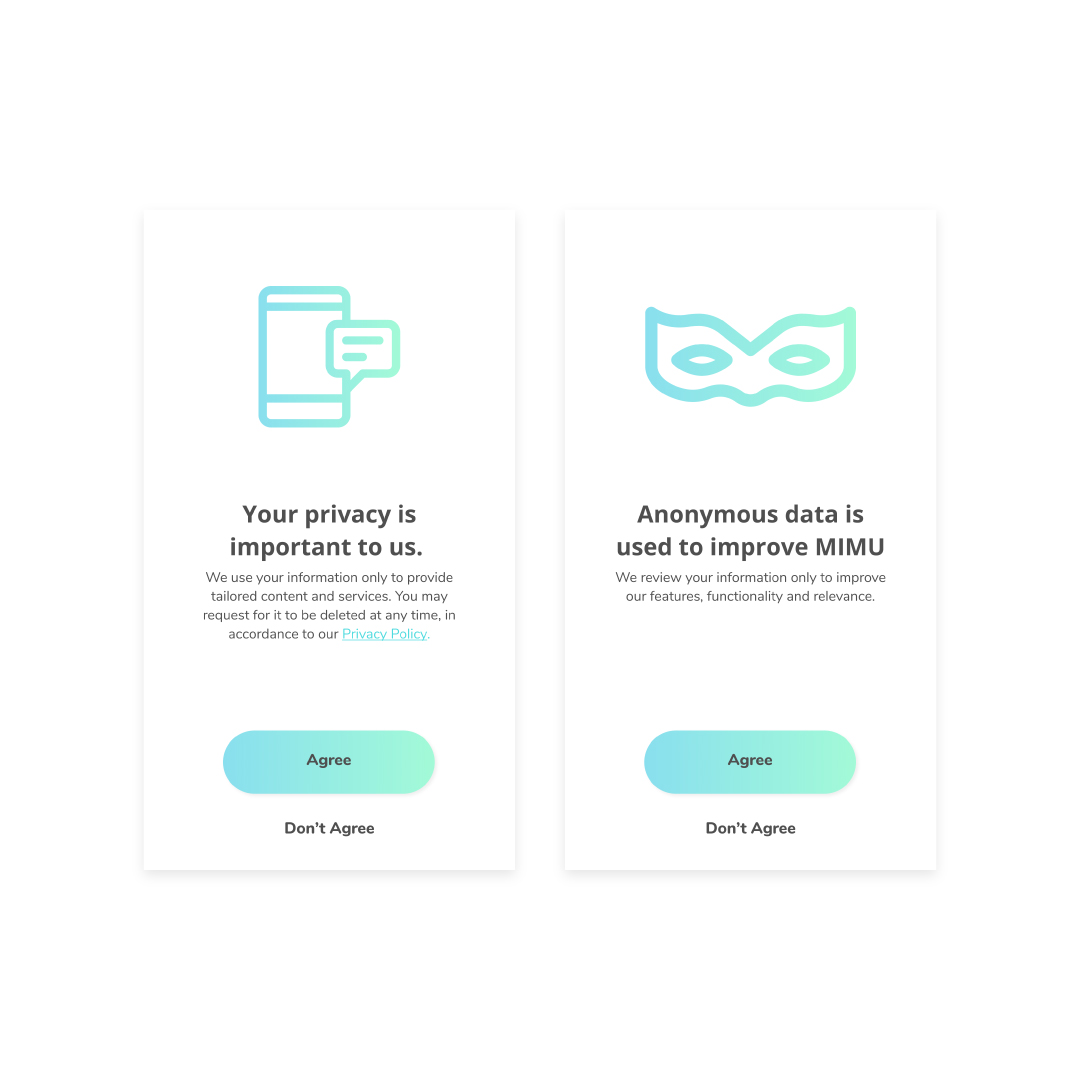 Your privacy is
important to us.
We use your information only to provide
tailored content and services. You may
request for it to be deleted at any time, in
accordance to our Privacy Policy.
Agree
Don’t Agree
Anonymous data is
used to improve MIMU
We review your information only to improve
our features, functionality and relevance.
Agree
Don’t Agree